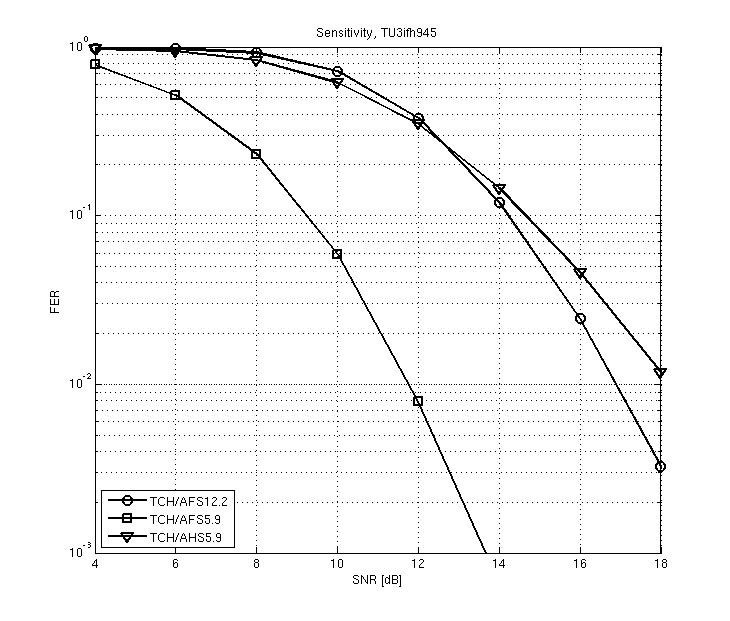 Sensitivity, TU3ifh945
10^0
10^-1
FER
10^-2
TCH/AFS12.2
TCH/AFS5.9
TCH/AHS5.9
10^-3
4 6 8 10 12 14 16 18
SNR [dB]